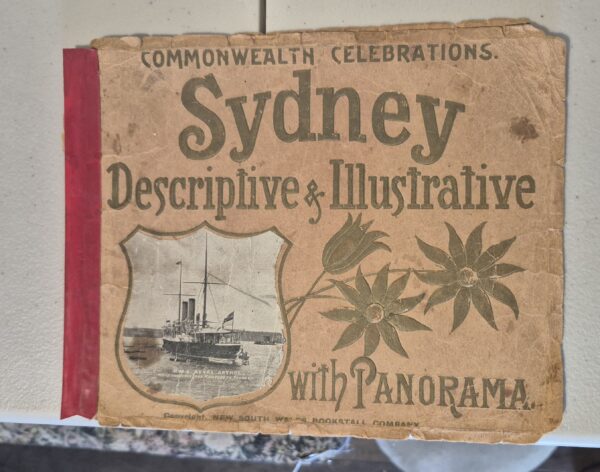 COMMONWEALTH CELEBRATIONS.
Sydney
Descriptive & Illustrative
with PANORAMA.
Copyright. NEW SOUTH WALES BOOKSTALL COMPANY